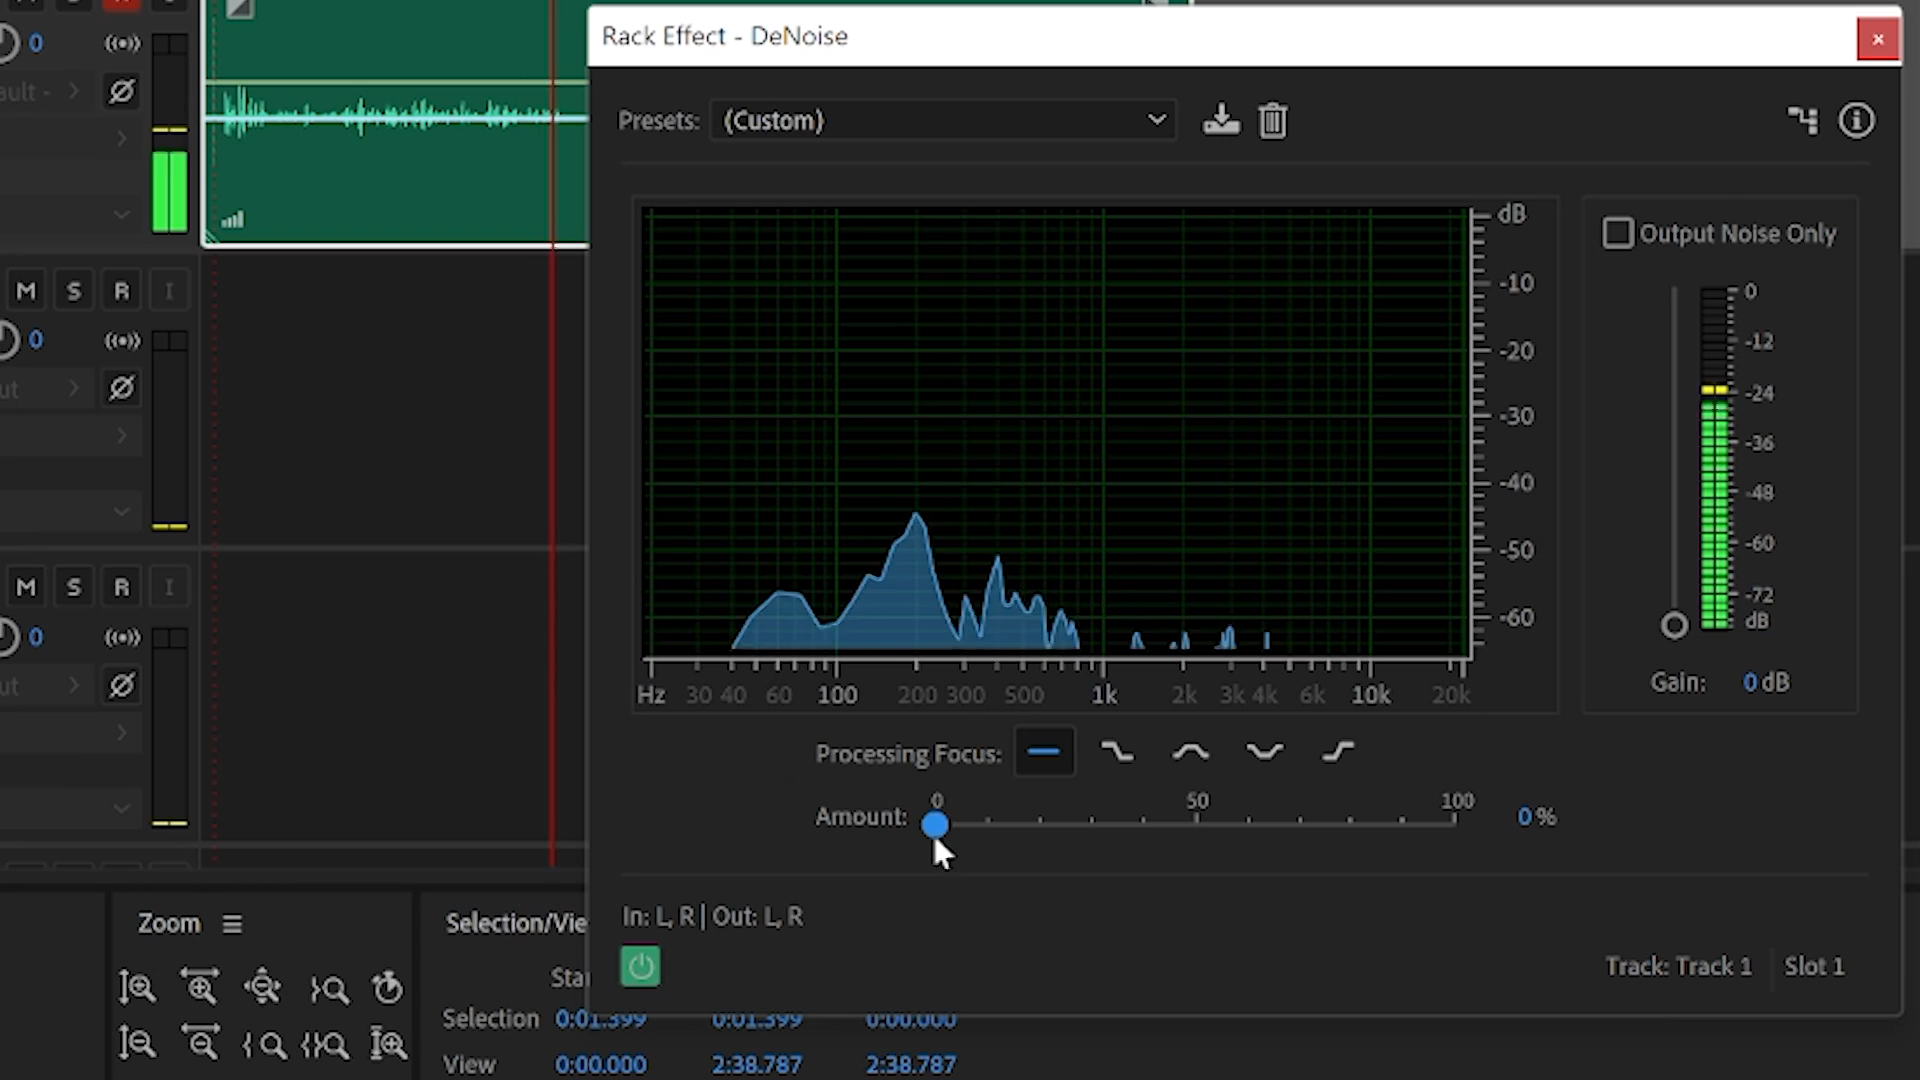 Rack Effect - DeNoise
0
Presets: (Custom)
ault -
dB
Output Noise Only
-10
-20
-30
-40
-50
-60
0
-12
-24
-36
-48
-60
-72
dB
M S R I
0
ut
Hz 30 40 60 100 200 300 500 1k 2k 3k 4k 6k 10k 20k
Gain: 0 dB
M S R I
0
ut
Processing Focus:
0 50 100
Amount: 0 %
In: L, R | Out: L, R
Track: Track 1 Slot 1
Zoom
Selection/Vie
Sta
Selection 0:01.399 0:01.399 0:00.000
View 0:00.000 2:38.787 2:38.787